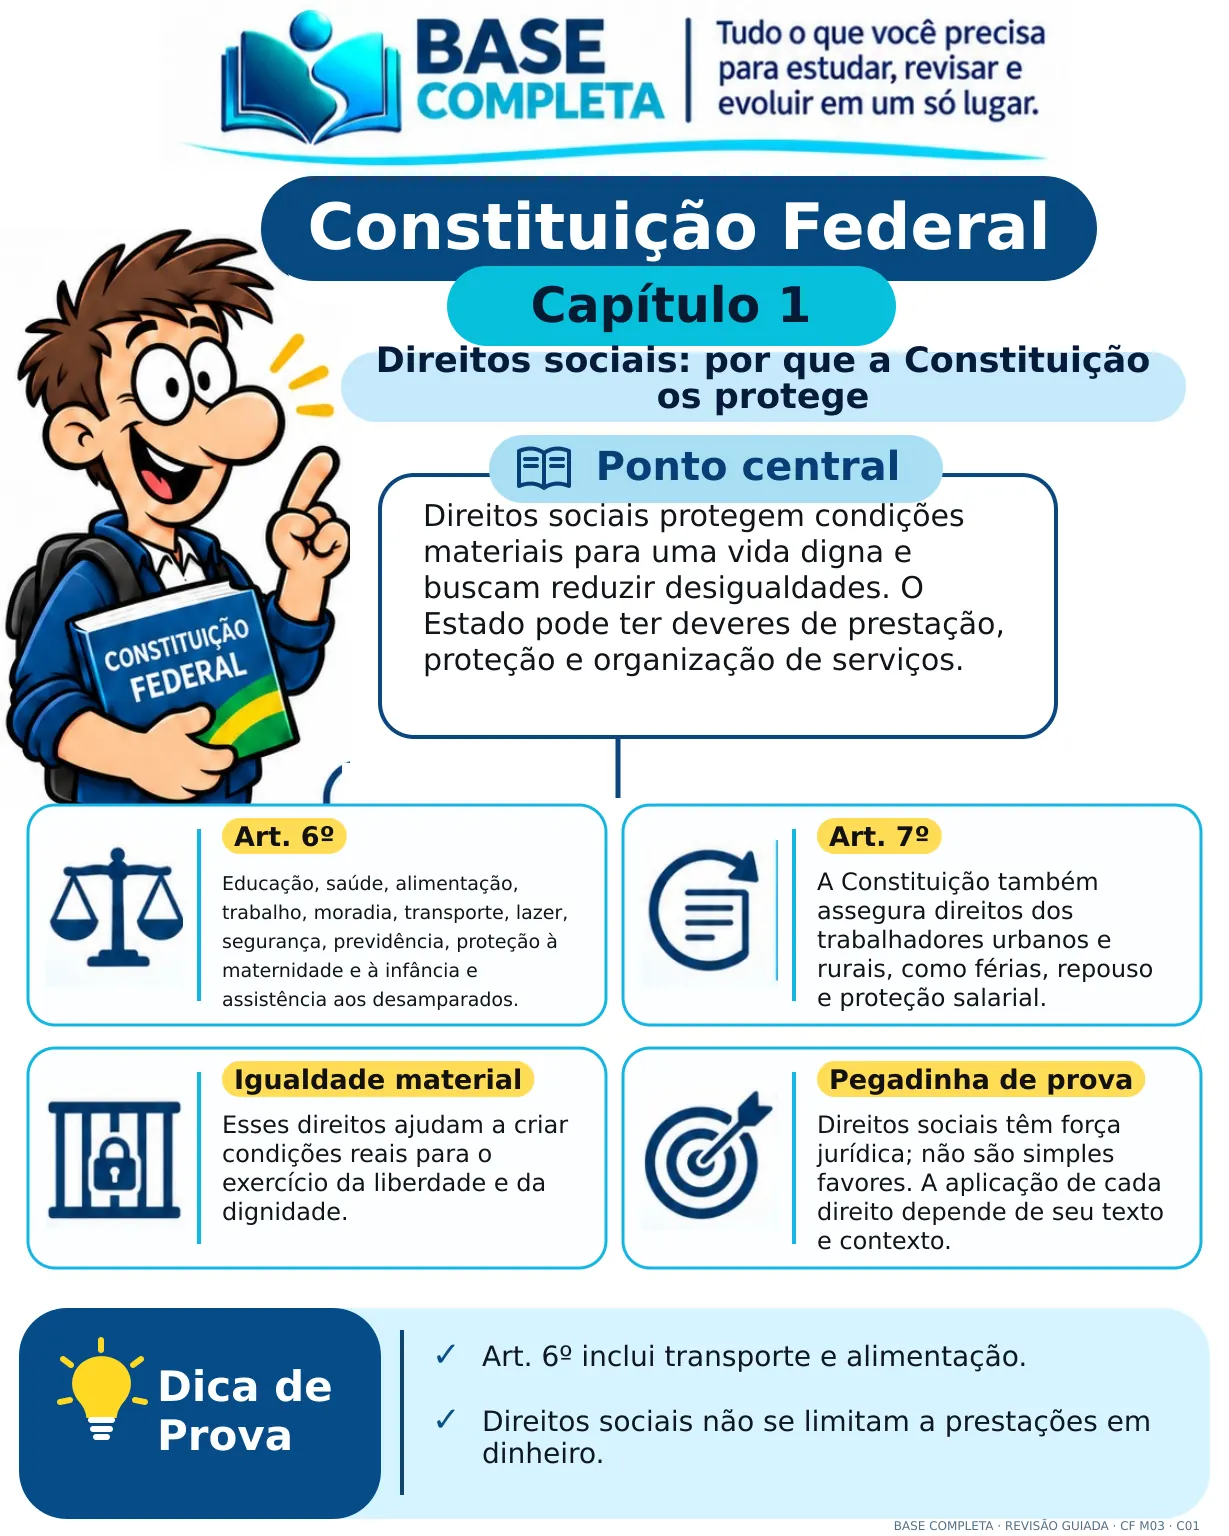 BASE
COMPLETA
Tudo o que você precisa
para estudar, revisar e
evoluir em um só lugar.
Constituição Federal
Capítulo 1
Direitos sociais: por que a Constituição
os protege
Ponto central
Direitos sociais protegem condições
materiais para uma vida digna e
buscam reduzir desigualdades. O
Estado pode ter deveres de prestação,
proteção e organização de serviços.
CONSTITUIÇÃO
FEDERAL
Art. 6º
Educação, saúde, alimentação,
trabalho, moradia, transporte, lazer,
segurança, previdência, proteção à
maternidade e à infância e
assistência aos desamparados.
Art. 7º
A Constituição também
assegura direitos dos
trabalhadores urbanos e
rurais, como férias, repouso
e proteção salarial.
Igualdade material
Esses direitos ajudam a criar
condições reais para o
exercício da liberdade e da
dignidade.
Pegadinha de prova
Direitos sociais têm força
jurídica; não são simples
favores. A aplicação de cada
direito depende de seu texto
e contexto.
Dica de
Prova
✓ Art. 6º inclui transporte e alimentação.
✓ Direitos sociais não se limitam a prestações em
dinheiro.
BASE COMPLETA · REVISÃO GUIADA · CF M03 · C01